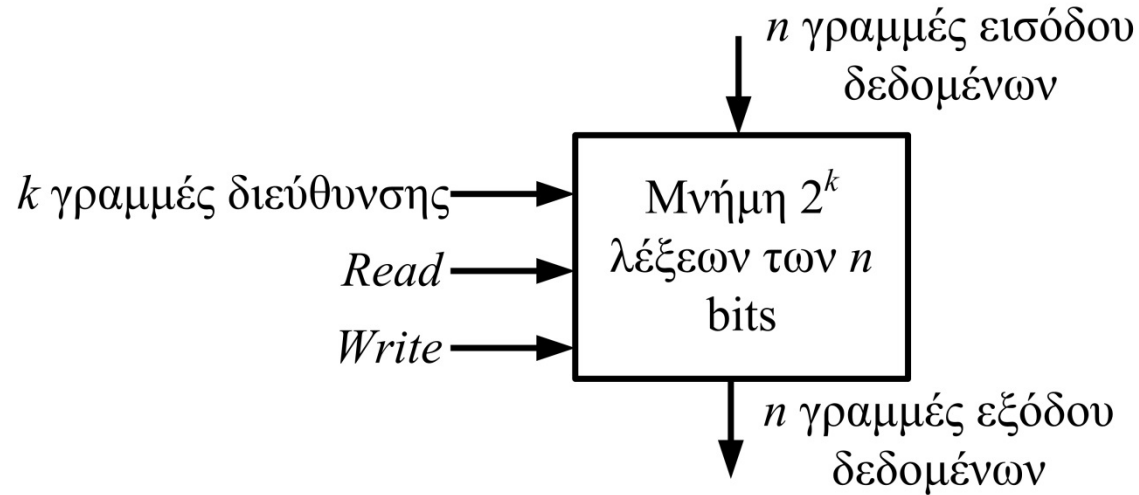 n γραμμές εισόδου
δεδομένων
k γραμμές διεύθυνσης
Read
Write
Μνήμη 2^k
λέξεων των n
bits
n γραμμές εξόδου
δεδομένων